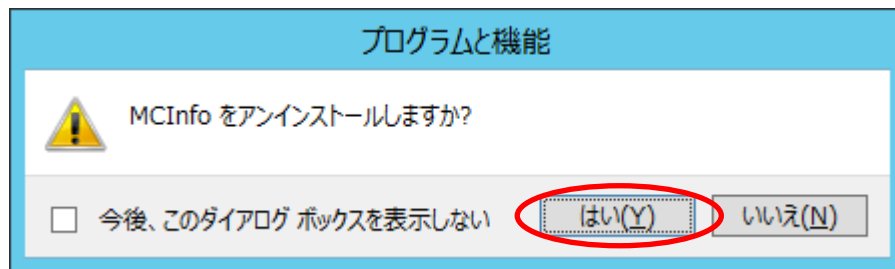 プログラムと機能
MCInfo をアンインストールしますか?
今後、このダイアログ ボックスを表示しない はい(Y) いいえ(N)